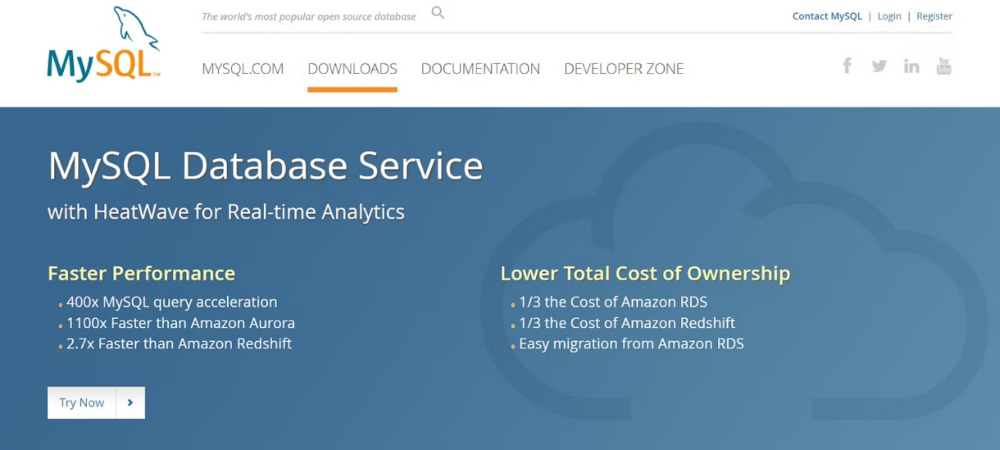 The world's most popular open source database
Contact MySQL | Login | Register
MySQL™
MYSQL.COM DOWNLOADS DOCUMENTATION DEVELOPER ZONE
You Tube
MySQL Database Service
with HeatWave for Real-time Analytics
Faster Performance
400x MySQL query acceleration
1100x Faster than Amazon Aurora
2.7x Faster than Amazon Redshift
Lower Total Cost of Ownership
1/3 the Cost of Amazon RDS
1/3 the Cost of Amazon Redshift
Easy migration from Amazon RDS
Try Now